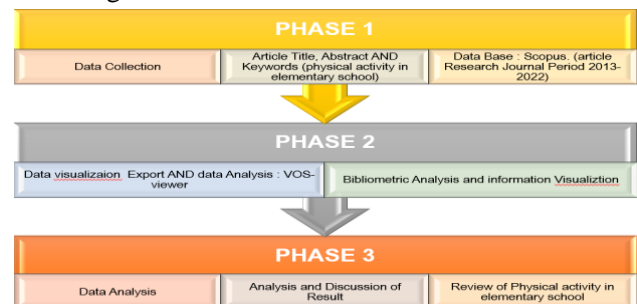 PHASE 1
Data Collection
Article Title, Abstract AND
Keywords (physical activity in
elementary school)
Data Base : Scopus. (article
Research Journal Period 2013-
2022)
PHASE 2
Data visualizaion Export AND data Analysis : VOS-
viewer
Bibliometric Analysis and information Visualiztion
PHASE 3
Data Analysis
Analysis and Discussion of
Result
Review of Physical activity in
elementary school